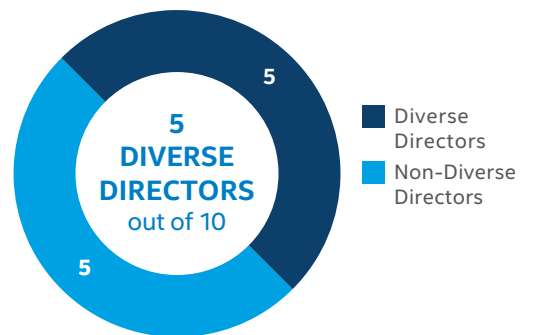 5
5
DIVERSE
DIRECTORS
out of 10
5
Diverse
Directors
Non-Diverse
Directors